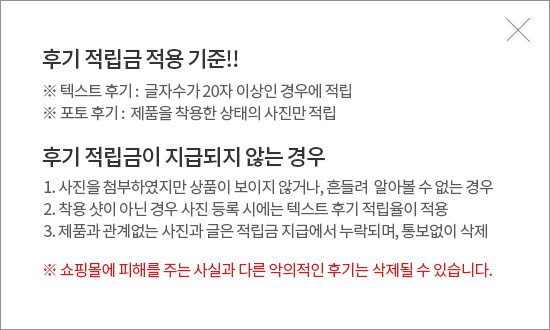 후기 적립금 적용 기준!!
※ 텍스트 후기 : 글자수가 20자 이상인 경우에 적립
※ 포토 후기 : 제품을 착용한 상태의 사진만 적립
후기 적립금이 지급되지 않는 경우
1. 사진을 첨부하였지만 상품이 보이지 않거나, 흔들려 알아볼 수 없는 경우
2. 착용 샷이 아닌 경우 사진 등록 시에는 텍스트 후기 적립율이 적용
3. 제품과 관계없는 사진과 글은 적립금 지급에서 누락되며, 통보없이 삭제
※ 쇼핑몰에 피해를 주는 사실과 다른 악의적인 후기는 삭제될 수 있습니다.